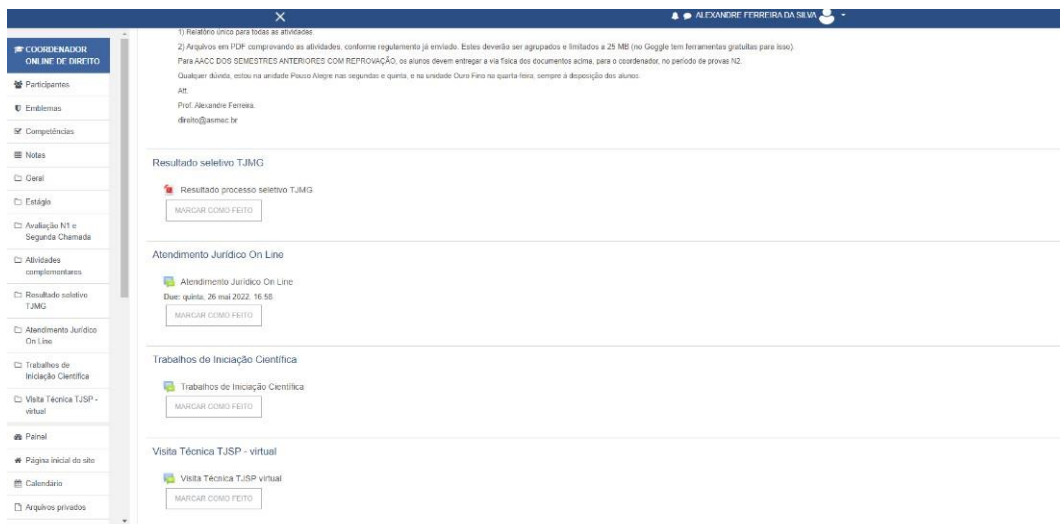 ALEXANDRE FERREIRA DA SILVA
COORDENADOR
ONLINE DE DIREITO
Participantes
Emblemas
Competências
Notas
Geral
Estágio
Avaliação N1 e
Segunda Chamada
Atividades
complementares
Resultado seletivo
TJMG
Atendimento Jurídico
On Line
Trabalhos de
Iniciação Científica
Visita Técnica TJSP -
virtual
Painel
Página inicial do site
Calendário
Arquivos privados
1) Relatório único para todas as atividades
2) Arquivos em PDF comprovando as atividades, conforme regulamento já enviado. Estes deverão ser agrupados e limitados a 25 MB (no Goggle tem ferramentas gratuitas para isso).
Para AACC DOS SEMESTRES ANTERIORES COM REPROVAÇÃO, os alunos devem entregar a via física dos documentos acima, para o coordenador, no período de provas N2.
Qualquer dúvida, estou na unidade Pouso Alegre nas segundas e quinta, e na unidade Ouro Fino na quarta-feira, sempre à disposição dos alunos.
Att.
Prof. Alexandre Ferreira.
direito@asmec.br
Resultado seletivo TJMG
Resultado processo seletivo TJMG
MARCAR COMO FEITO
Atendimento Jurídico On Line
Atendimento Jurídico On Line
Due: quinta, 26 mai 2022, 16:58
MARCAR COMO FEITO
Trabalhos de Iniciação Científica
Trabalhos de Iniciação Científica
MARCAR COMO FEITO
Visita Técnica TJSP - virtual
Visita Técnica TJSP virtual
MARCAR COMO FEITO